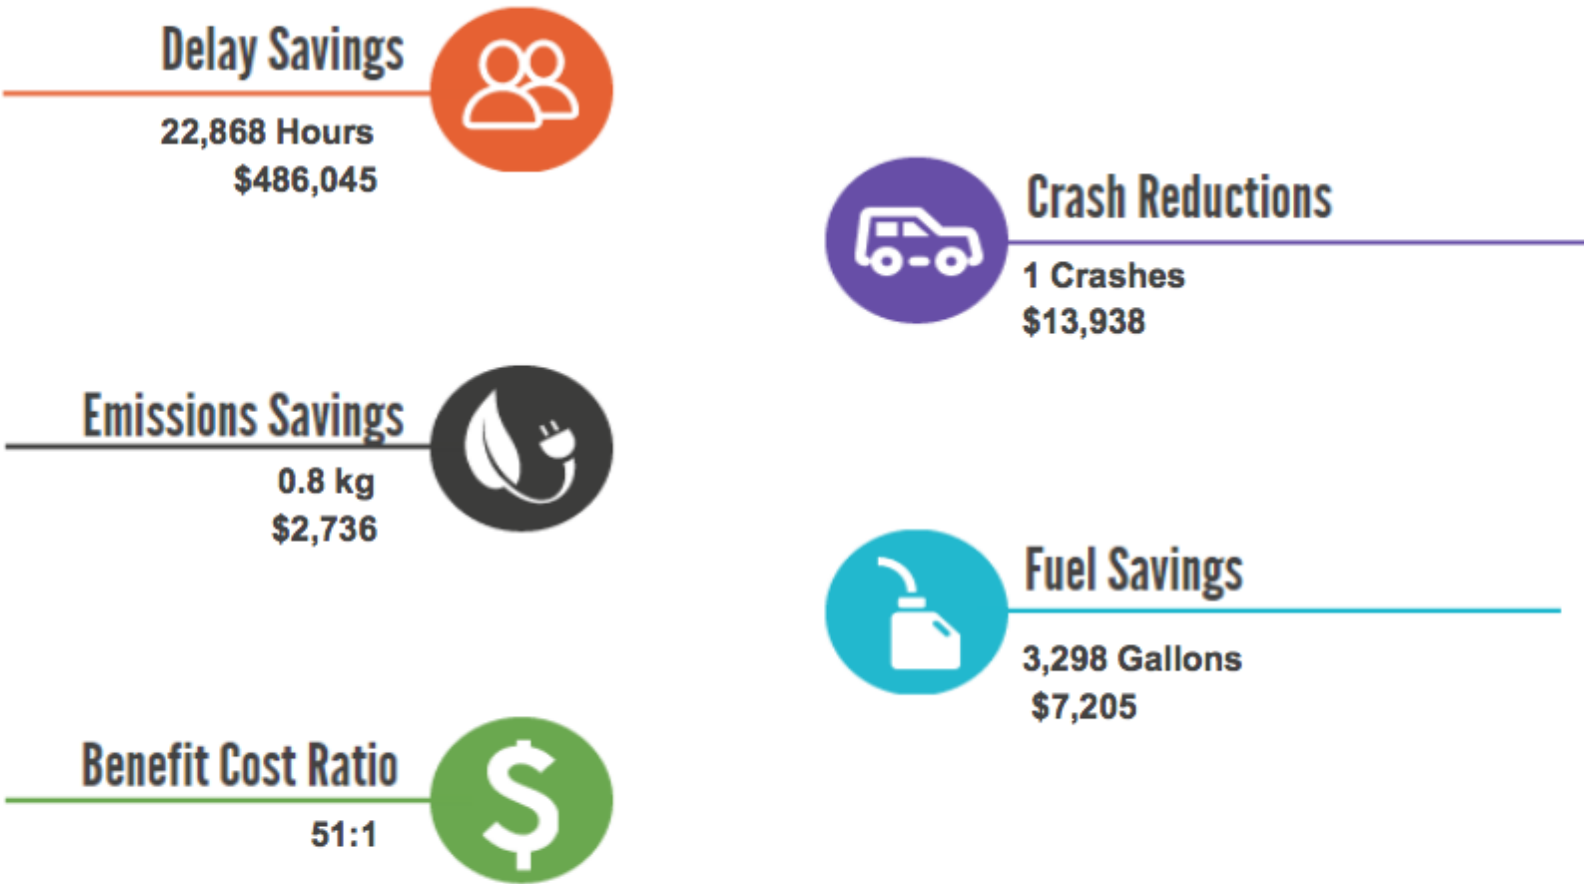 Delay Savings
22,868 Hours
$486,045
Crash Reductions
1 Crashes
$13,938
Emissions Savings
0.8 kg
$2,736
Fuel Savings
3,298 Gallons
$7,205
Benefit Cost Ratio
51:1
$